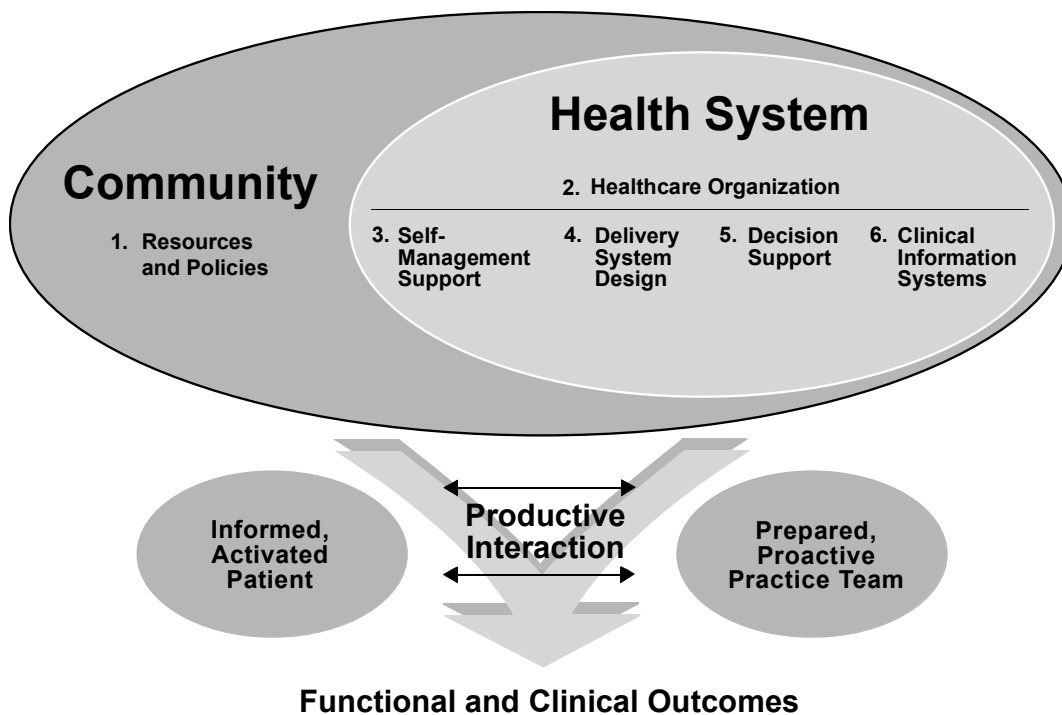 Health System
Community
2. Healthcare Organization
1. Resources
and Policies
3. Self-
Management
Support
4. Delivery
System
Design
5. Decision
Support
6. Clinical
Information
Systems
Informed,
Activated
Patient
Productive
Interaction
Prepared,
Proactive
Practice Team
Functional and Clinical Outcomes